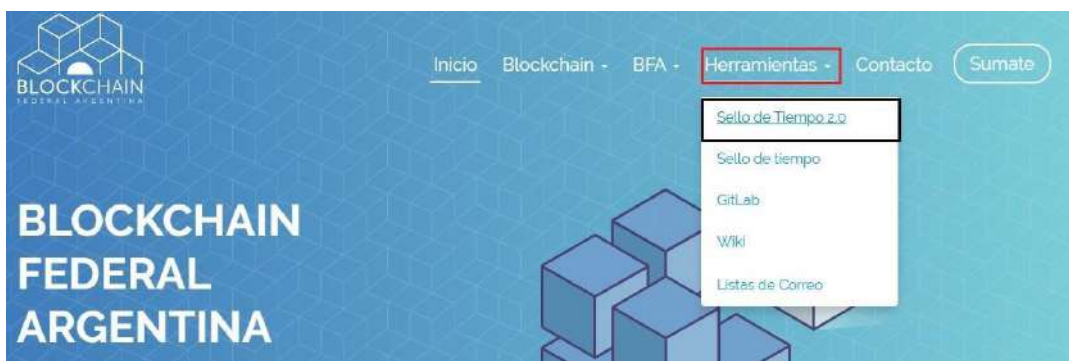 BLOCKCHAIN
FEDERAL ARGENTINA
Inicio Blockchain - BFA - Herramientas - Contacto Sumate
Sello de Tiempo 2.0
Sello de tiempo
GitLab
Wiki
Listas de Correo
BLOCKCHAIN
FEDERAL
ARGENTINA